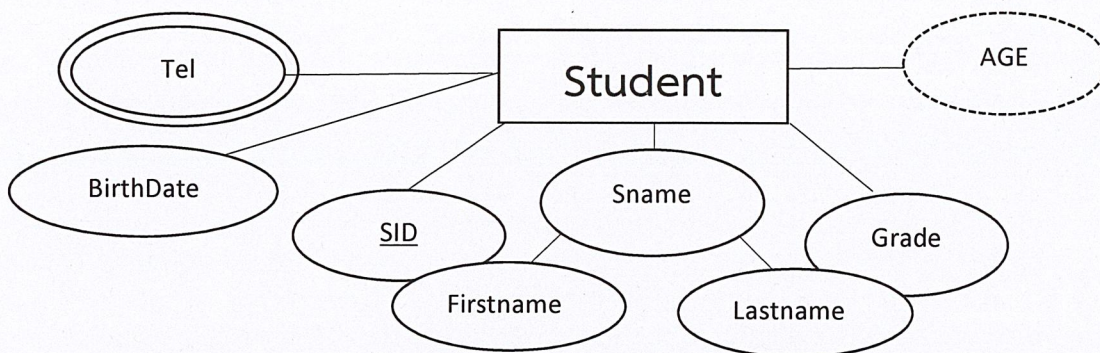 Tel
Student
AGE
BirthDate
SID
Sname
Grade
Firstname
Lastname